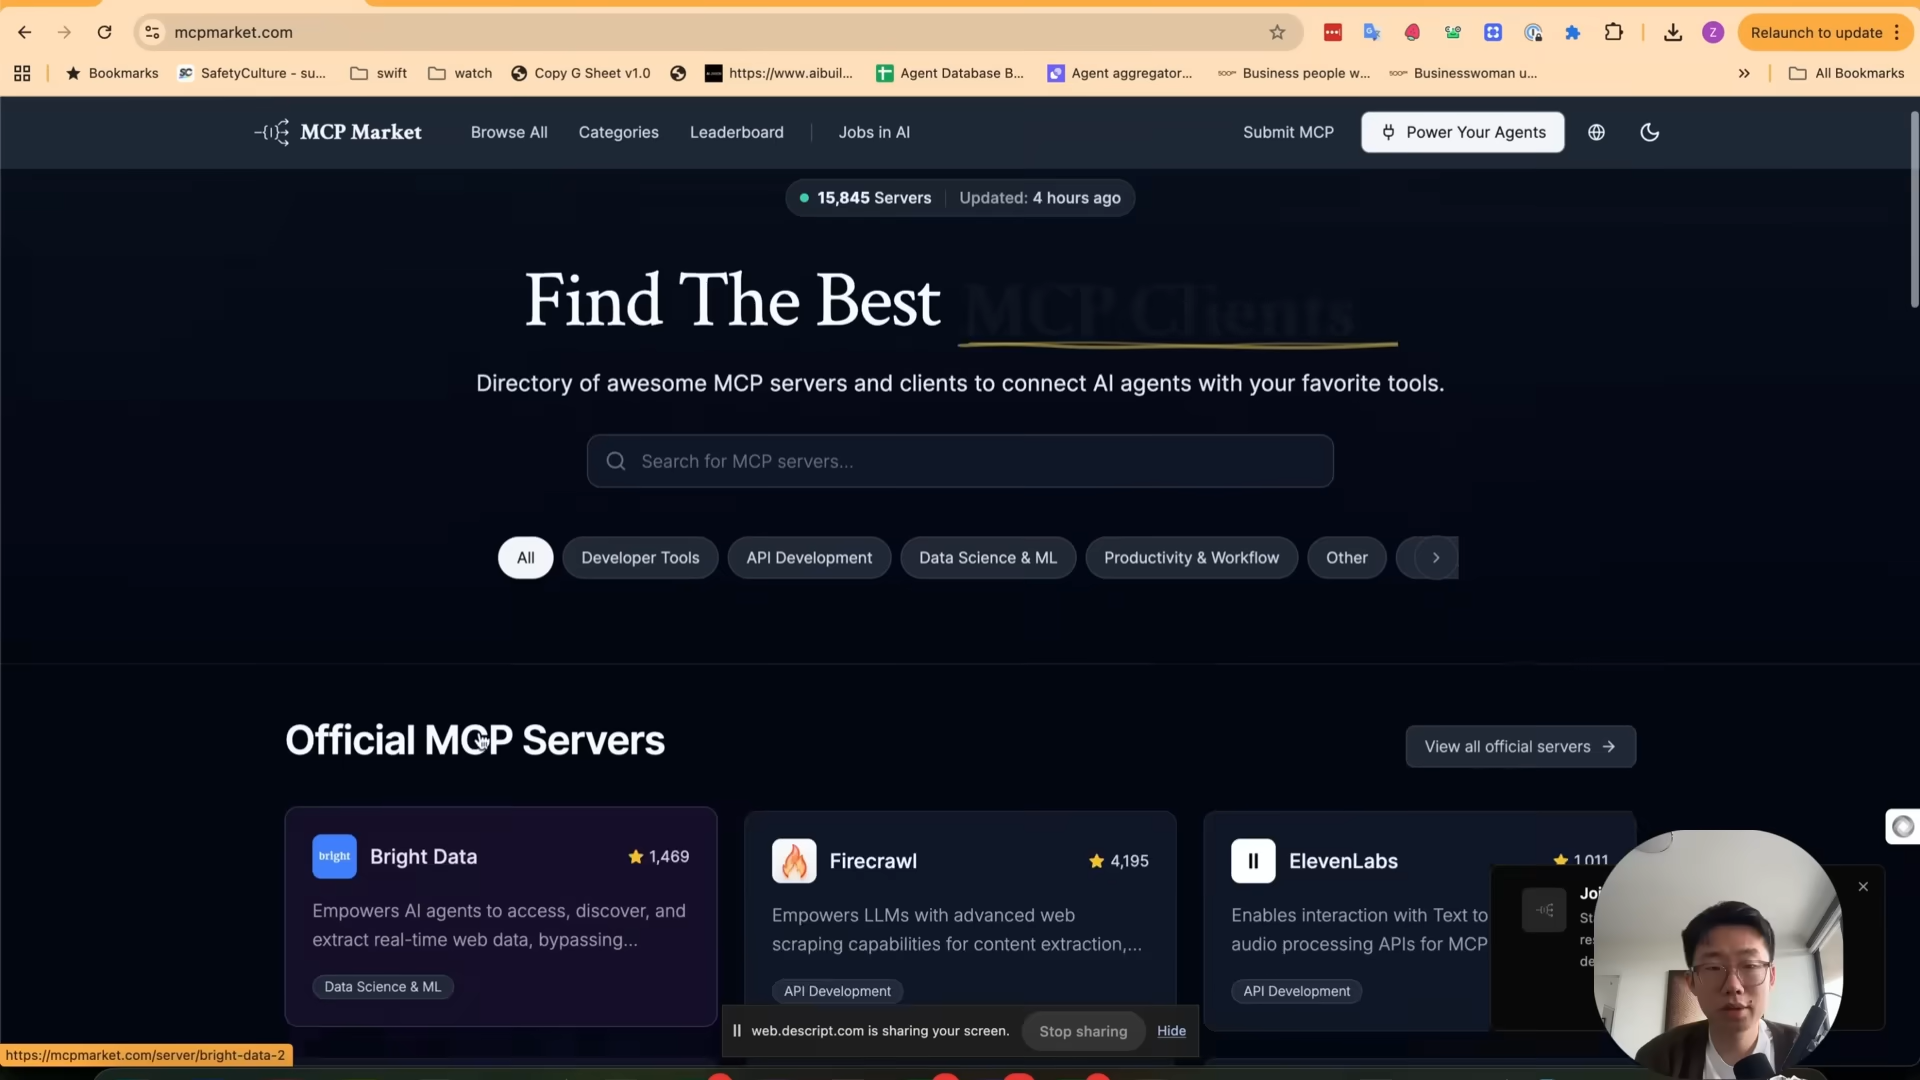 mcpmarket.com
Relaunch to update
Z
Bookmarks
SafetyCulture - su...
swift
watch
Copy G Sheet v1.0
https://www.aibuil...
Agent Database B...
Agent aggregator...
Business people w...
Businesswoman u...
All Bookmarks
MCP Market
Browse All
Categories
Leaderboard
Jobs in AI
Submit MCP
Power Your Agents
15,845 Servers
Updated: 4 hours ago
Find The Best MCP Clients
Directory of awesome MCP servers and clients to connect AI agents with your favorite tools.
Search for MCP servers...
All
Developer Tools
API Development
Data Science & ML
Productivity & Workflow
Other
Official MCP Servers
View all official servers
bright
Bright Data
1,469
Empowers AI agents to access, discover, and
extract real-time web data, bypassing...
Data Science & ML
Firecrawl
4,195
Empowers LLMs with advanced web
scraping capabilities for content extraction,...
API Development
ElevenLabs
1,011
Enables interaction with Text to
audio processing APIs for MCP
API Development
web.descript.com is sharing your screen.
Stop sharing
Hide
https://mcpmarket.com/server/bright-data-2